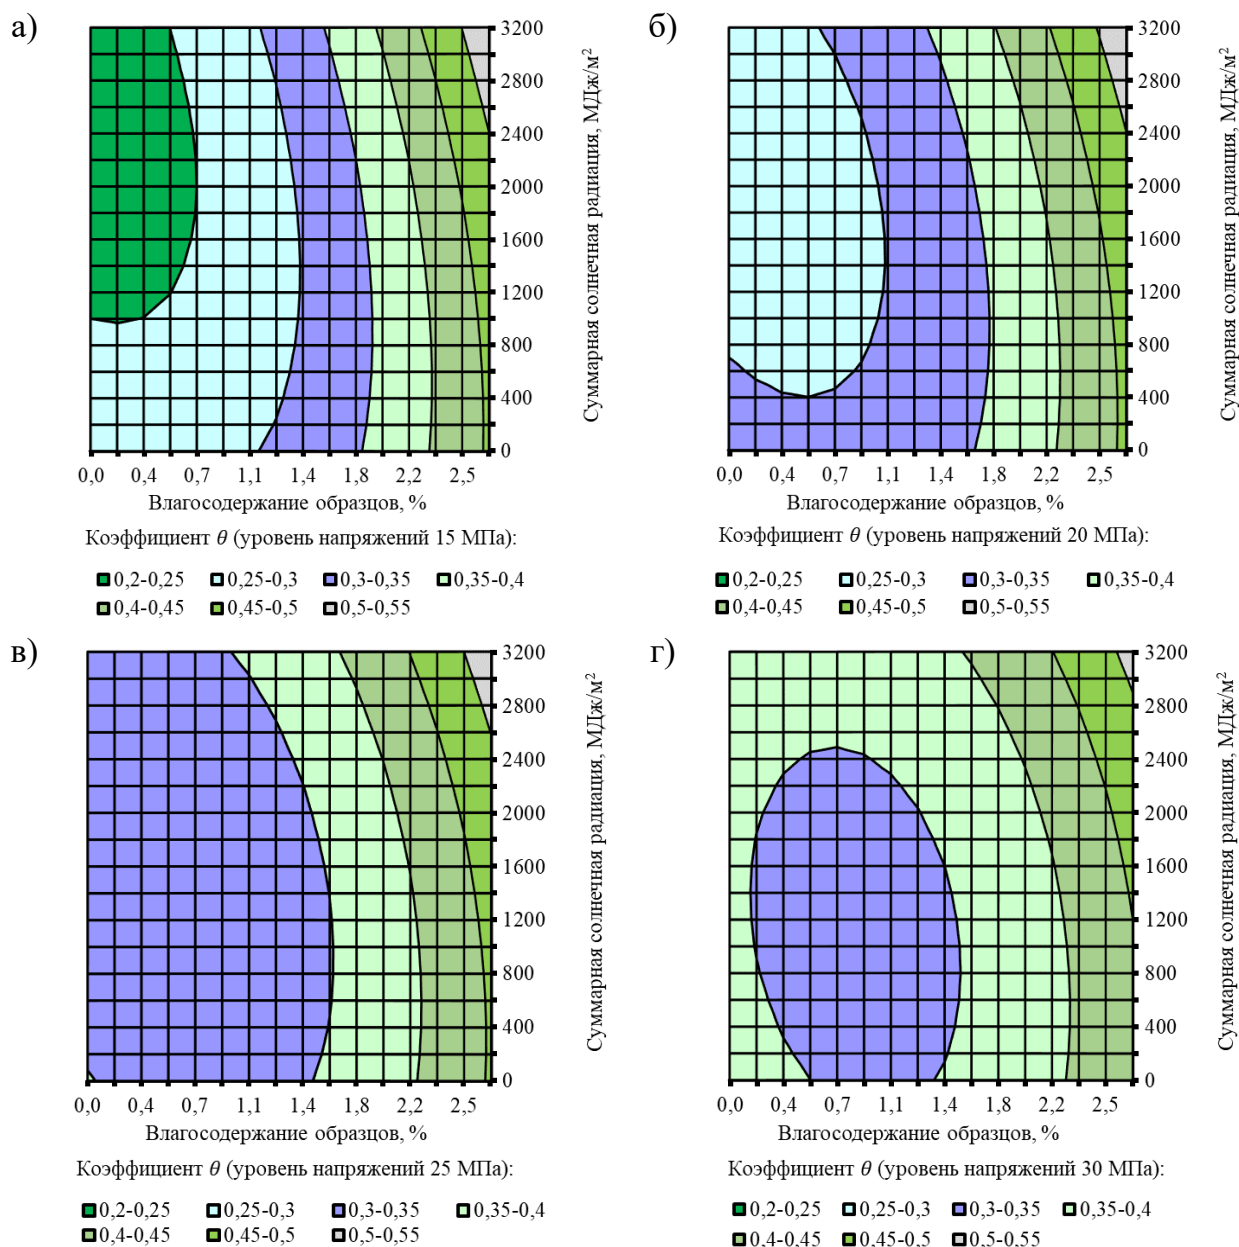 а)
3200
2800
2400
2000
1600
1200
800
400
0
Суммарная солнечная радиация, МДж/м²
0,0 0,4 0,7 1,1 1,4 1,8 2,2 2,5
Влагосодержание образцов, %
Коэффициент θ (уровень напряжений 15 МПа):
0,2-0,25 0,25-0,3 0,3-0,35 0,35-0,4
0,4-0,45 0,45-0,5 0,5-0,55
б)
3200
2800
2400
2000
1600
1200
800
400
0
Суммарная солнечная радиация, МДж/м²
0,0 0,4 0,7 1,1 1,4 1,8 2,2 2,5
Влагосодержание образцов, %
Коэффициент θ (уровень напряжений 20 МПа):
0,2-0,25 0,25-0,3 0,3-0,35 0,35-0,4
0,4-0,45 0,45-0,5 0,5-0,55
в)
3200
2800
2400
2000
1600
1200
800
400
0
Суммарная солнечная радиация, МДж/м²
0,0 0,4 0,7 1,1 1,4 1,8 2,2 2,5
Влагосодержание образцов, %
Коэффициент θ (уровень напряжений 25 МПа):
0,2-0,25 0,25-0,3 0,3-0,35 0,35-0,4
0,4-0,45 0,45-0,5 0,5-0,55
г)
3200
2800
2400
2000
1600
1200
800
400
0
Суммарная солнечная радиация, МДж/м²
0,0 0,4 0,7 1,1 1,4 1,8 2,2 2,5
Влагосодержание образцов, %
Коэффициент θ (уровень напряжений 30 МПа):
0,2-0,25 0,25-0,3 0,3-0,35 0,35-0,4
0,4-0,45 0,45-0,5 0,5-0,55